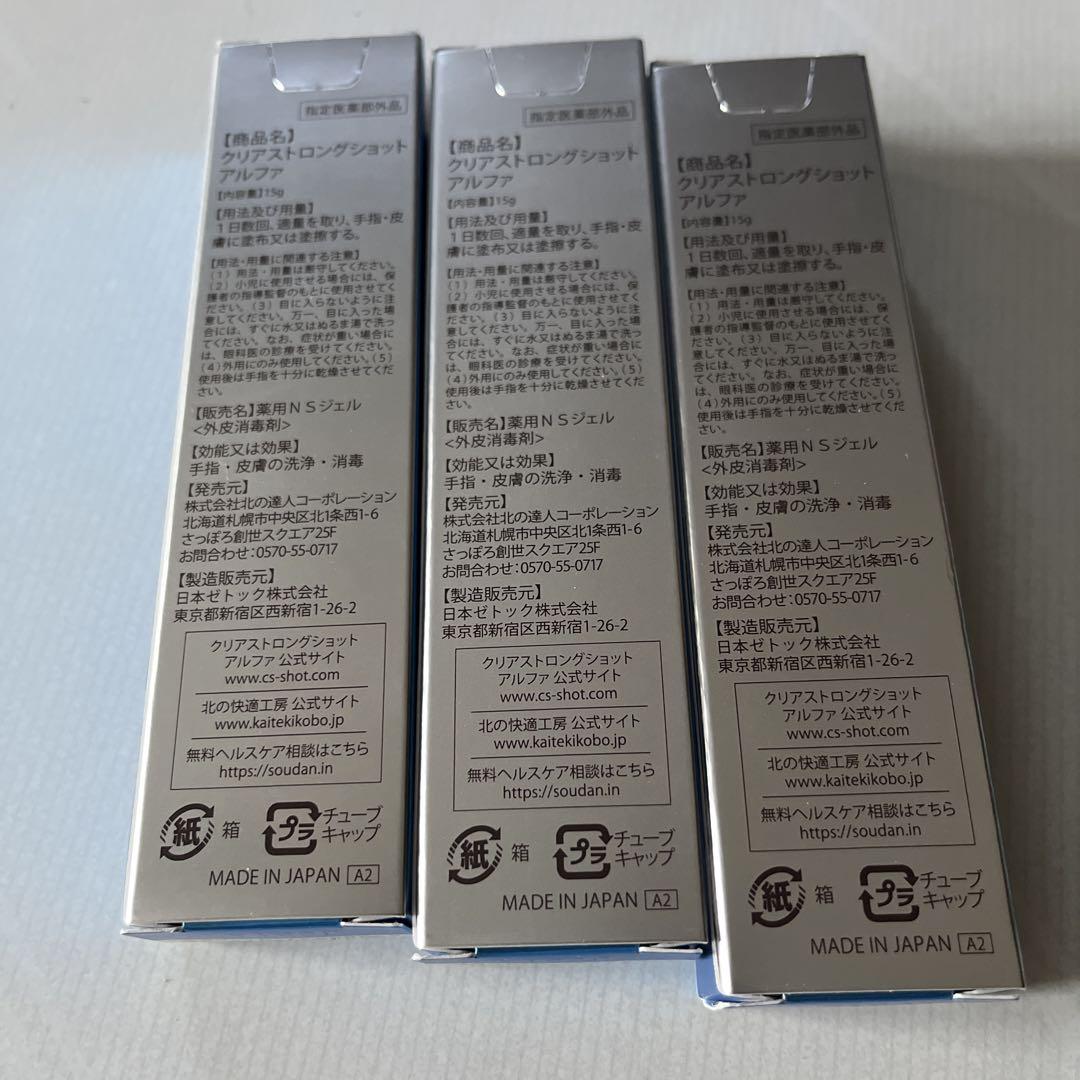 指定医薬部外品
【商品名】
クリアストロングショット
アルファ
【内容量】15g
【用法及び用量】
1日数回、適量を取り、手指・皮
膚に塗布又は塗擦する。
【用法・用量に関連する注意】
(1) 用法・用量は厳守してください。
(2) 小児に使用させる場合には、保
護者の指導監督のもとに使用させてく
ださい。(3) 目に入らないように注
意してください。万一、目に入った場
合には、すぐに水又はぬるま湯で洗っ
てください。なお、症状が重い場合に
は、眼科医の診療を受けてください。
(4) 外用にのみ使用してください。(5)
使用後は手指を十分に乾燥させてくだ
さい。
【販売名】薬用NSジェル
<外皮消毒剤>
【効能又は効果】
手指・皮膚の洗浄・消毒
【発売元】
株式会社北の達人コーポレーション
北海道札幌市中央区北1条西1-6
さっぽろ創世スクエア25F
お問合わせ:0570-55-0717
【製造販売元】
日本ゼトック株式会社
東京都新宿区西新宿1-26-2
クリアストロングショット
アルファ 公式サイト
www.cs-shot.com
北の快適工房 公式サイト
www.kaitekikobo.jp
無料ヘルスケア相談はこちら
https://soudan.in
紙 箱 プラ チューブ
キャップ
MADE IN JAPAN A2
指定医薬部外品
【商品名】
クリアストロングショット
アルファ
【内容量】15g
【用法及び用量】
1日数回、適量を取り、手指・皮
膚に塗布又は塗擦する。
【用法・用量に関連する注意】
(1) 用法・用量は厳守してください。
(2) 小児に使用させる場合には、保
護者の指導監督のもとに使用させてく
ださい。(3) 目に入らないように注
意してください。万一、目に入った場
合には、すぐに水又はぬるま湯で洗っ
てください。なお、症状が重い場合に
は、眼科医の診療を受けてください。
(4) 外用にのみ使用してください。(5)
使用後は手指を十分に乾燥させてくだ
さい。
【販売名】薬用NSジェル
<外皮消毒剤>
【効能又は効果】
手指・皮膚の洗浄・消毒
【発売元】
株式会社北の達人コーポレーション
北海道札幌市中央区北1条西1-6
さっぽろ創世スクエア25F
お問合わせ:0570-55-0717
【製造販売元】
日本ゼトック株式会社
東京都新宿区西新宿1-26-2
クリアストロングショット
アルファ 公式サイト
www.cs-shot.com
北の快適工房 公式サイト
www.kaitekikobo.jp
無料ヘルスケア相談はこちら
https://soudan.in
紙 箱 プラ チューブ
キャップ
MADE IN JAPAN A2
指定医薬部外品
【商品名】
クリアストロングショット
アルファ
【内容量】15g
【用法及び用量】
1日数回、適量を取り、手指・皮
膚に塗布又は塗擦する。
【用法・用量に関連する注意】
(1) 用法・用量は厳守してください。
(2) 小児に使用させる場合には、保
護者の指導監督のもとに使用させてく
ださい。(3) 目に入らないように注
意してください。万一、目に入った場
合には、すぐに水又はぬるま湯で洗っ
てください。なお、症状が重い場合に
は、眼科医の診療を受けてください。
(4) 外用にのみ使用してください。(5)
使用後は手指を十分に乾燥させてくだ
さい。
【販売名】薬用NSジェル
<外皮消毒剤>
【効能又は効果】
手指・皮膚の洗浄・消毒
【発売元】
株式会社北の達人コーポレーション
北海道札幌市中央区北1条西1-6
さっぽろ創世スクエア25F
お問合わせ:0570-55-0717
【製造販売元】
日本ゼトック株式会社
東京都新宿区西新宿1-26-2
クリアストロングショット
アルファ 公式サイト
www.cs-shot.com
北の快適工房 公式サイト
www.kaitekikobo.jp
無料ヘルスケア相談はこちら
https://soudan.in
紙 箱 プラ チューブ
キャップ
MADE IN JAPAN A2